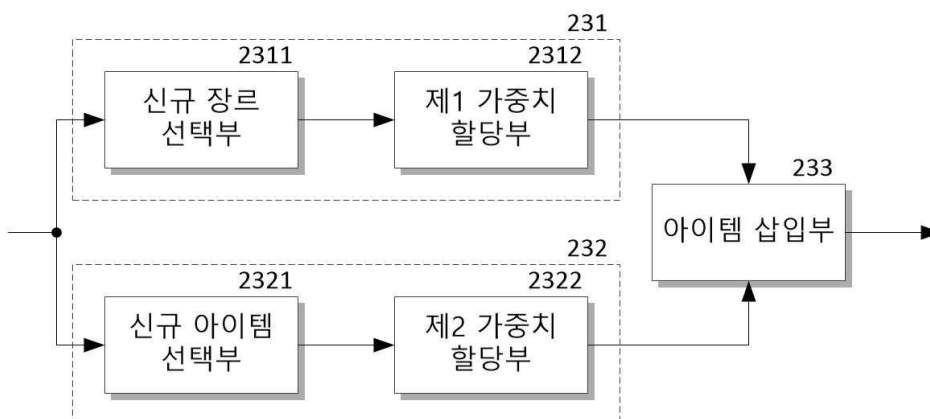 231
2311
신규 장르
선택부
2312
제1 가중치
할당부
233
아이템 삽입부
232
2321
신규 아이템
선택부
2322
제2 가중치
할당부